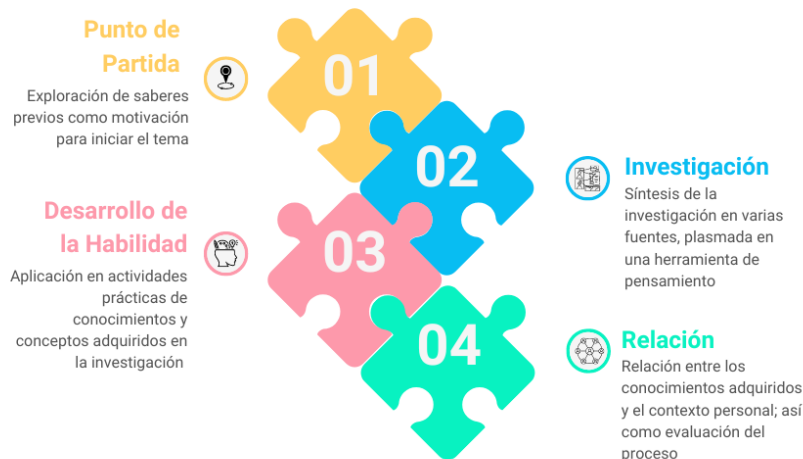 Punto de
Partida
Exploración de saberes
previos como motivación
para iniciar el tema
01
02
Investigación
Síntesis de la
investigación en varias
fuentes, plasmada en
una herramienta de
pensamiento
Desarrollo de
la Habilidad
Aplicación en actividades
prácticas de
conocimientos y
conceptos adquiridos en
la investigación
03
04
Relación
Relación entre los
conocimientos adquiridos
y el contexto personal; así
como evaluación del
proceso